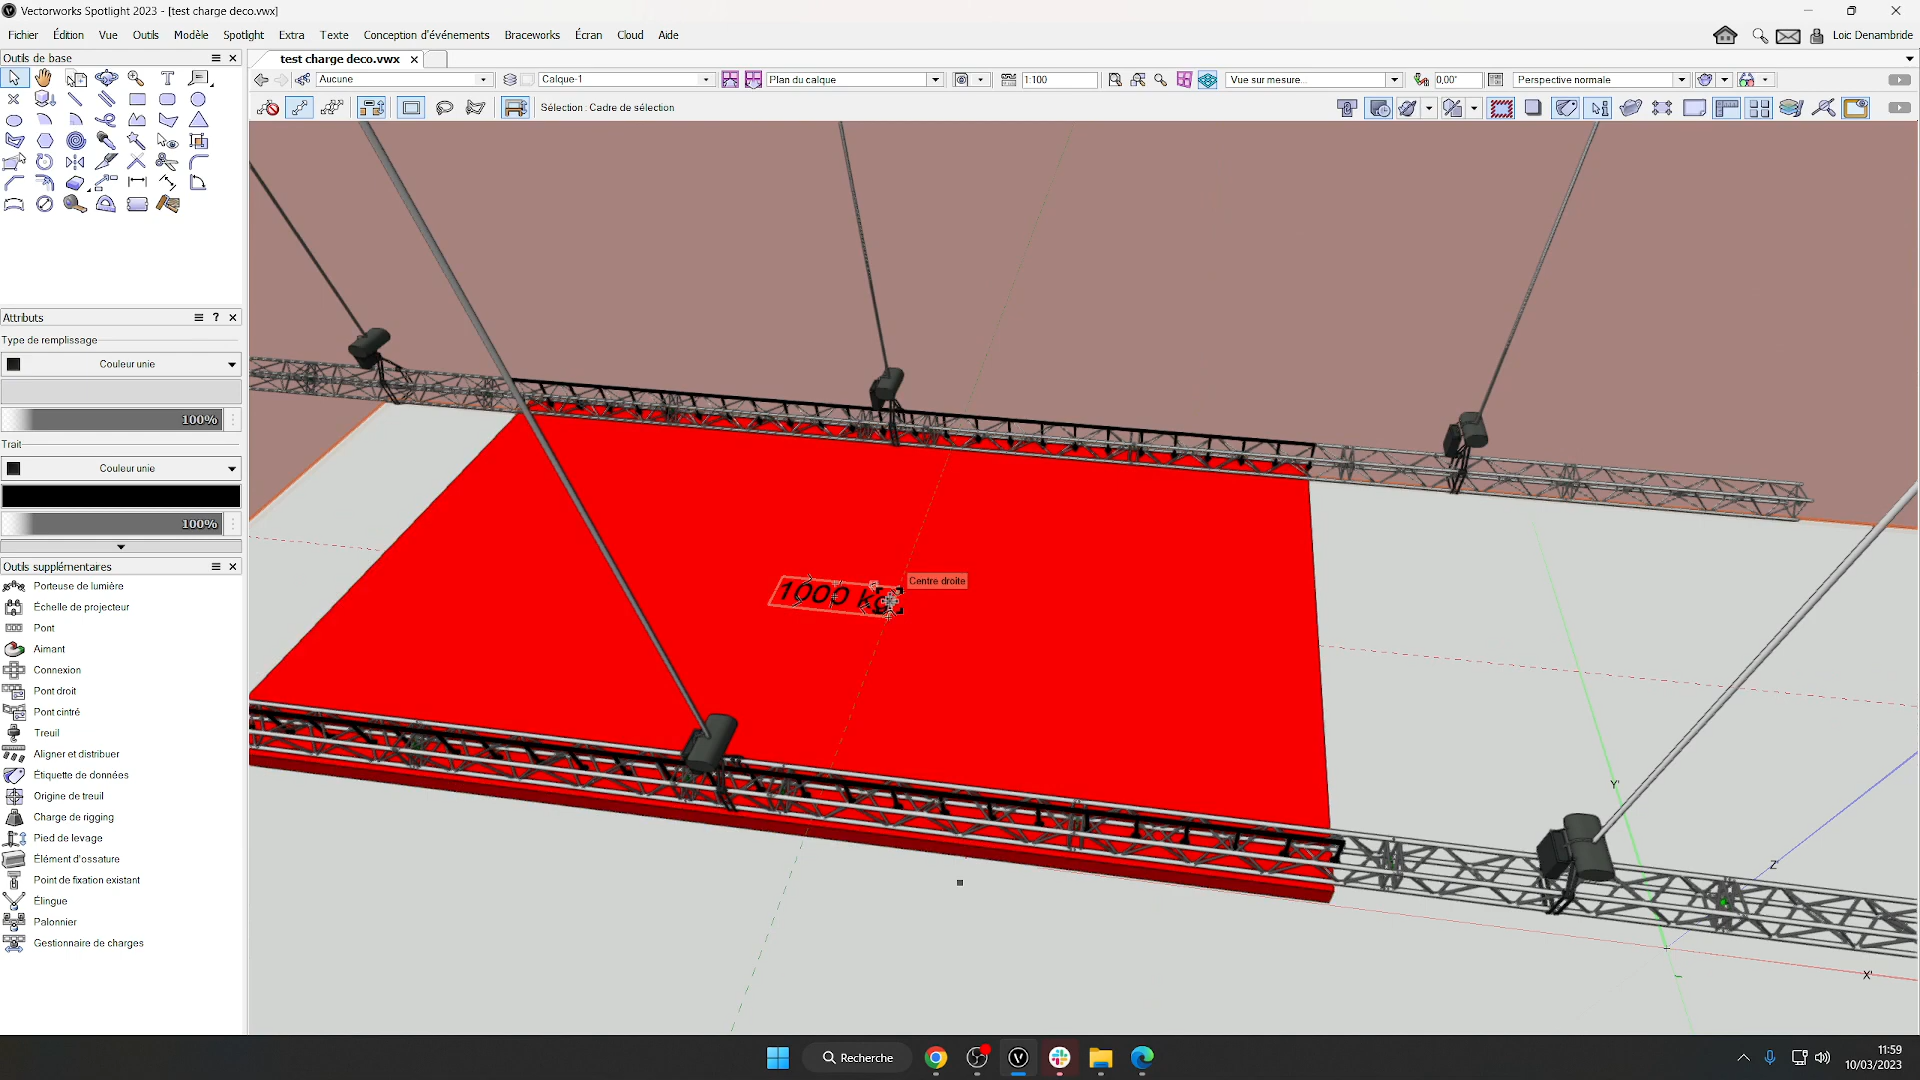 Vectorworks Spotlight 2023 - [test charge deco.vwx]
Fichier Édition Vue Outils Modèle Spotlight Extra Texte Conception d'événements Braceworks Écran Cloud Aide
Loic Denambride
Outils de base
test charge deco.vwx
Aucune
Calque-1
Plan du calque
1:100
Vue sur mesure...
0,00°
Perspective normale
Sélection : Cadre de sélection
Attributs
Type de remplissage
Couleur unie
100%
Trait
Couleur unie
100%
Outils supplémentaires
Porteuse de lumière
Échelle de projecteur
Pont
Aimant
Connexion
Pont droit
Pont cintré
Treuil
Aligner et distribuer
Étiquette de données
Origine de treuil
Charge de rigging
Pied de levage
Élément d'ossature
Point de fixation existant
Élingue
Palonnier
Gestionnaire de charges
1000 kg
Centre droite
Y'
Z'
X'
Recherche
11:59
10/03/2023